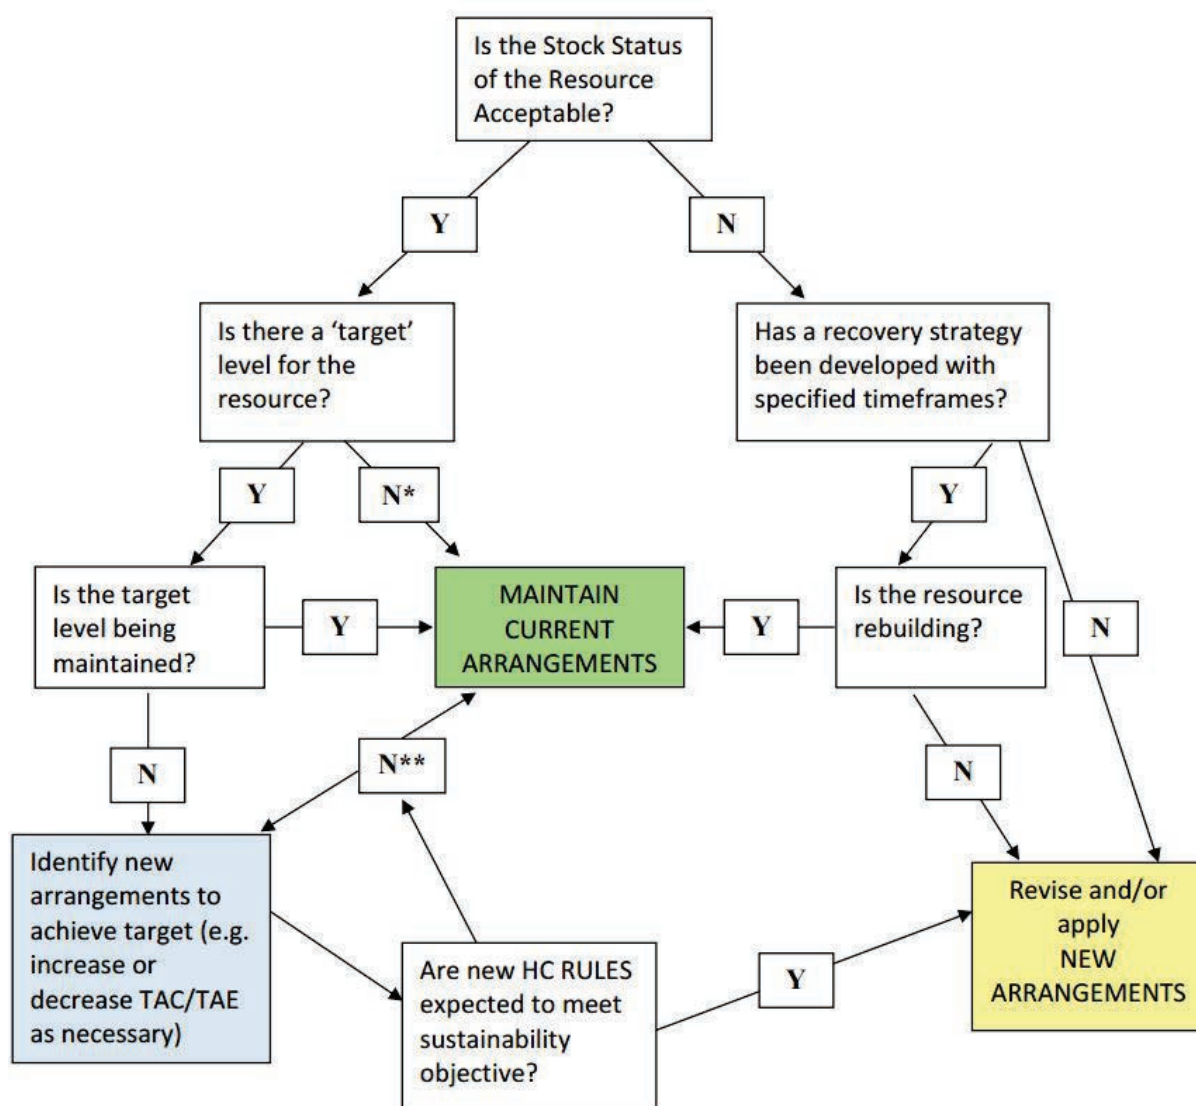 Is the Stock Status
of the Resource
Acceptable?
Y
N
Is there a ‘target’
level for the
resource?
Has a recovery strategy
been developed with
specified timeframes?
Y
N*
Y
N
Is the target
level being
maintained?
Y
MAINTAIN
CURRENT
ARRANGEMENTS
Y
Is the resource
rebuilding?
N
N**
N
Identify new
arrangements to
achieve target (e.g.
increase or
decrease TAC/TAE
as necessary)
Are new HC RULES
expected to meet
sustainability
objective?
Y
Revise and/or
apply
NEW
ARRANGEMENTS